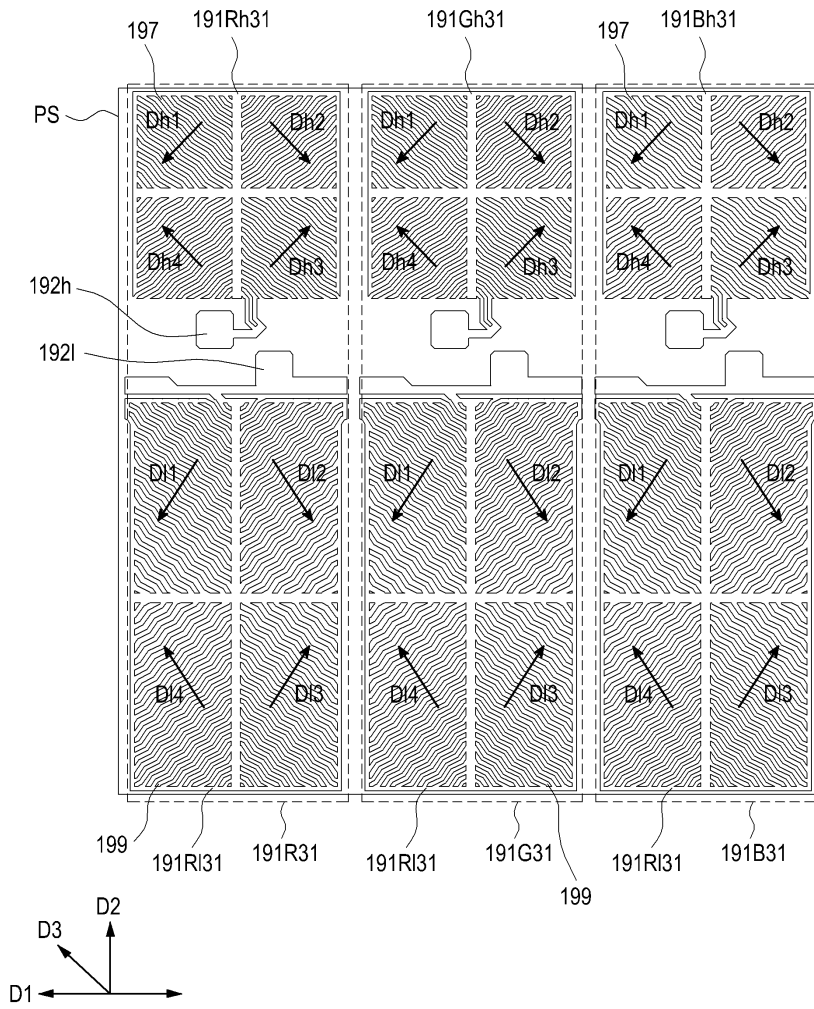 191Rh31 191Gh31 191Bh31
197 197
PS
Dh1 Dh2 Dh1 Dh2 Dh1 Dh2
Dh4 Dh3 Dh4 Dh3 Dh4 Dh3
192h
192l
Dl1 Dl2 Dl1 Dl2 Dl1 Dl2
Dl4 Dl3 Dl4 Dl3 Dl4 Dl3
199 191Rl31 191R31 191Rl31 191G31 191Rl31 191B31
199
D2
D3
D1